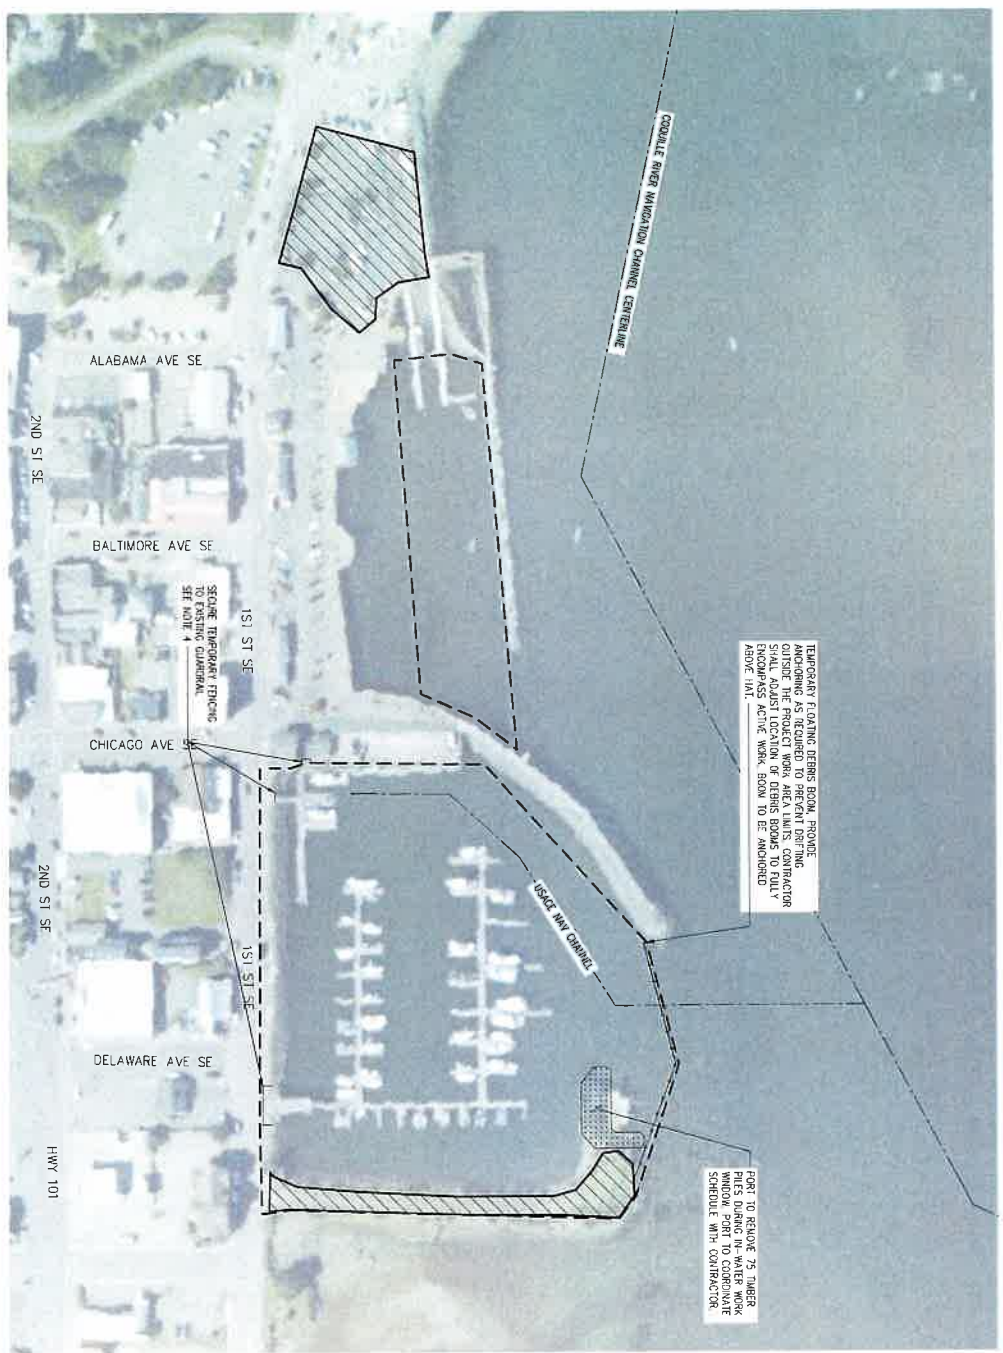 COQUILLE RIVER NAVIGATION CHANNEL CENTERLINE
ALABAMA AVE SE
2ND ST SE
BALTIMORE AVE SE
SECURE TEMPORARY FENCING
TO EXISTING GUARDRAIL
SEE NOTE 4
1ST ST SE
CHICAGO AVE SE
TEMPORARY FLOATING DEBRIS BOOM, PROVIDE
ANCHORING AS REQUIRED TO PREVENT DRIFTING
OUTSIDE THE PROJECT WORK AREA LIMITS. CONTRACTOR
SHALL ADJUST LOCATION OF DEBRIS BOOMS TO FULLY
ENCOMPASS ACTIVE WORK. BOOM TO BE ANCHORED
ABOVE HAT.
USACE NAV CHANNEL
2ND ST SE
1ST ST SE
DELAWARE AVE SE
HWY 101
PORT TO REMOVE 75 TIMBER
PILES DURING IN-WATER WORK
WINDOW. PORT TO COORDINATE
SCHEDULE WITH CONTRACTOR.